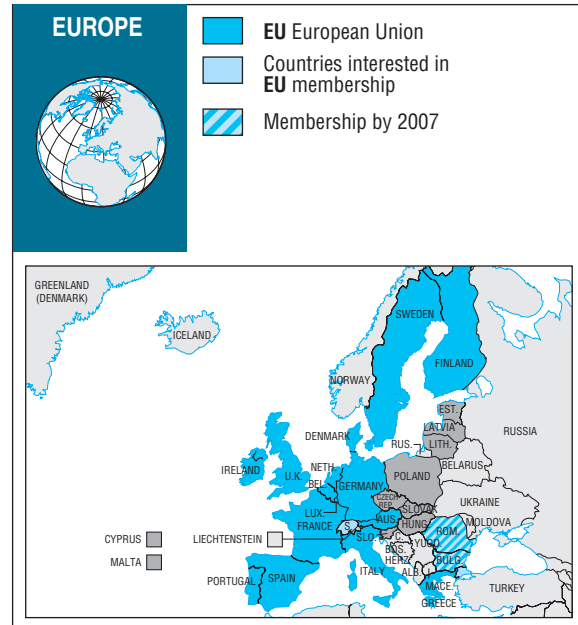 EUROPE
EU European Union
Countries interested in
EU membership
Membership by 2007
GREENLAND
(DENMARK)
ICELAND
SWEDEN
FINLAND
NORWAY
EST.
RUSSIA
LATVIA
DENMARK
RUS.
LITH.
BELARUS
IRELAND
U.K.
NETH.
BEL.
GERMANY
POLAND
CZECH
REP.
SLOVAK
UKRAINE
LUX.
FRANCE
AUS.
HUNG.
MOLDOVA
ROM.
S.
CYPRUS
LIECHTENSTEIN
SLO.
C.
YUGO.
BOS.
HERZ.
BULG.
MALTA
PORTUGAL
SPAIN
ITALY
ALB.
MACE.
TURKEY
GREECE